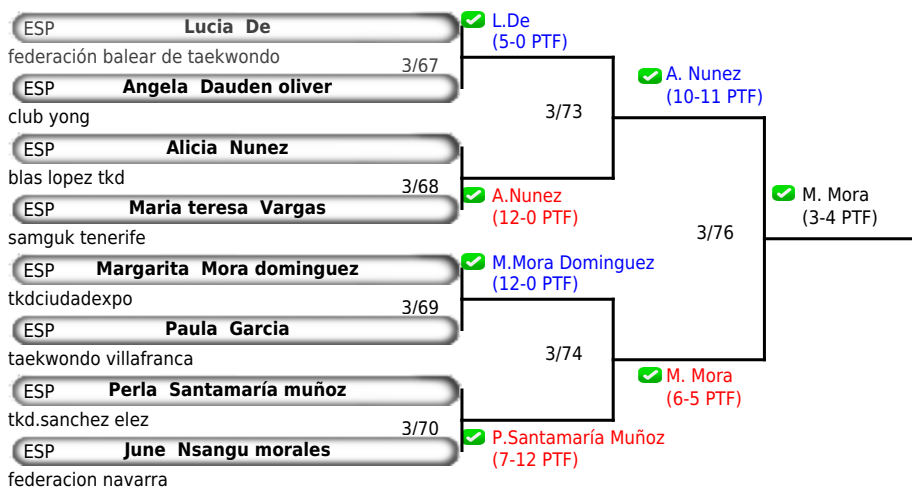 ESP Lucia De
federación balear de taekwondo
3/67
ESP Angela Dauden oliver
club yong
ESP Alicia Nunez
blas lopez tkd
3/68
ESP Maria teresa Vargas
samguk tenerife
ESP Margarita Mora dominguez
tkdciudadexpo
3/69
ESP Paula Garcia
taekwondo villafranca
ESP Perla Santamaría muñoz
tkd.sanchez elez
3/70
ESP June Nsangu morales
federacion navarra
L.De
(5-0 PTF)
3/73
A.Nunez
(12-0 PTF)
M.Mora Dominguez
(12-0 PTF)
3/74
P.Santamaría Muñoz
(7-12 PTF)
A. Nunez
(10-11 PTF)
3/76
M. Mora
(6-5 PTF)
M. Mora
(3-4 PTF)